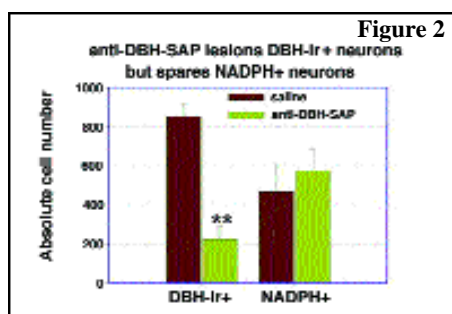 Figure 2
anti-DBH-SAP lesions DBH-ir+ neurons
but spares NADPH+ neurons
Absolute cell number
1000
800
600
400
200
0
saline
anti-DBH-SAP
**
DBH-ir+ NADPH+